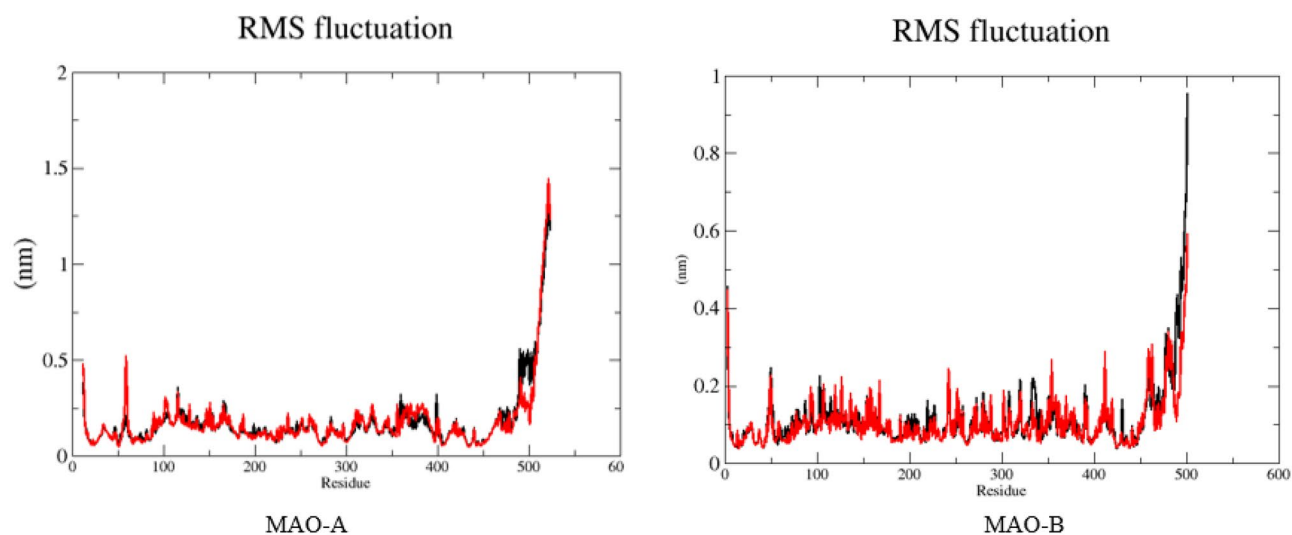 RMS fluctuation
2
1.5
1
0.5
0
(nm)
0 100 200 300 400 500 60
Residue
MAO-A
RMS fluctuation
1
0.8
0.6
0.4
0.2
0
(nm)
0 100 200 300 400 500 600
Residue
MAO-B